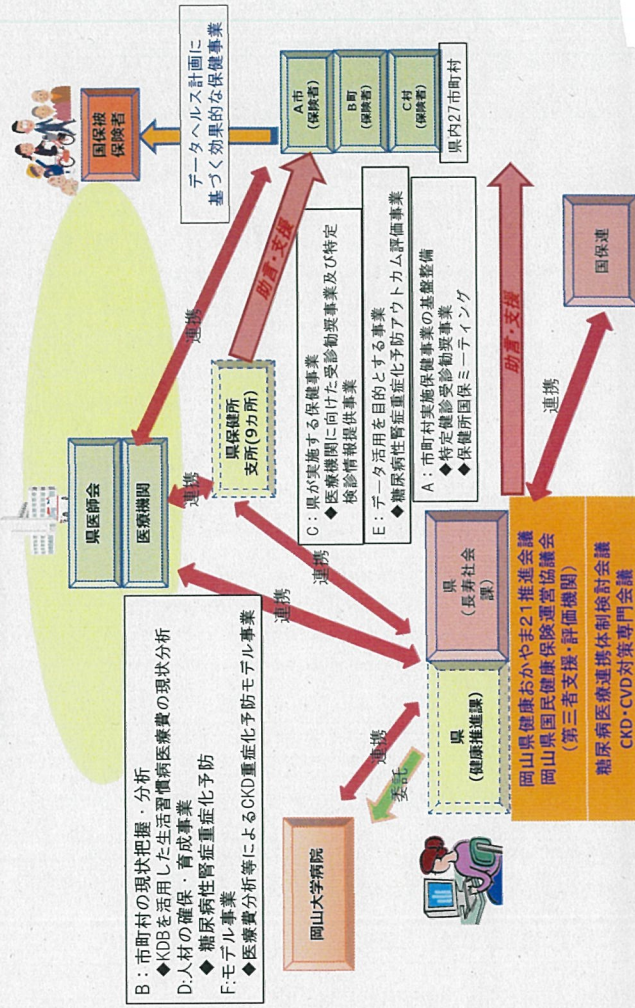 国保被
保険者
データヘルス計画に
基づく効果的な保健事業
A市
(保険者)
B町
(保険者)
C村
(保険者)
県内27市町村
県医師会
医療機関
連携
連携
県保健所
支所(9カ所)
助言・支援
B：市町村の現状把握・分析
◆KDBを活用した生活習慣病医療費の現状分析
D:人材の確保・育成事業
◆ 糖尿病性腎症重症化予防
F:モデル事業
◆医療費分析等によるCKD重症化予防モデル事業
C：県が実施する保健事業
◆医療機関に向けた受診勧奨事業及び特定
検診情報提供事業
E：データ活用を目的とする事業
◆糖尿病性腎症重症化予防アウトカム評価事業
A：市町村実施保健事業の基盤整備
◆特定健診受診勧奨事業
◆保健所国保ミーティング
連携
連携
岡山大学病院
連携
委託
県
(健康推進課)
県
(長寿社会
課)
助言・支援
連携
国保連
岡山県健康おかやま21推進会議
岡山県国民健康保険運営協議会
(第三者支援・評価機関)
糖尿病医療連携体制検討会議
CKD・CVD対策専門会議